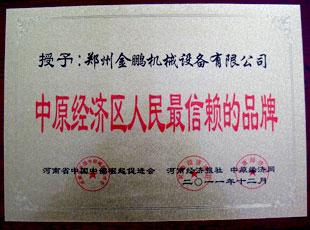 授予：郑州金鹏机械设备有限公司
中原经济区人民最信赖的品牌
河南省中国中部崛起促进会 河南经济报社 中原经济网
二〇一一年十二月